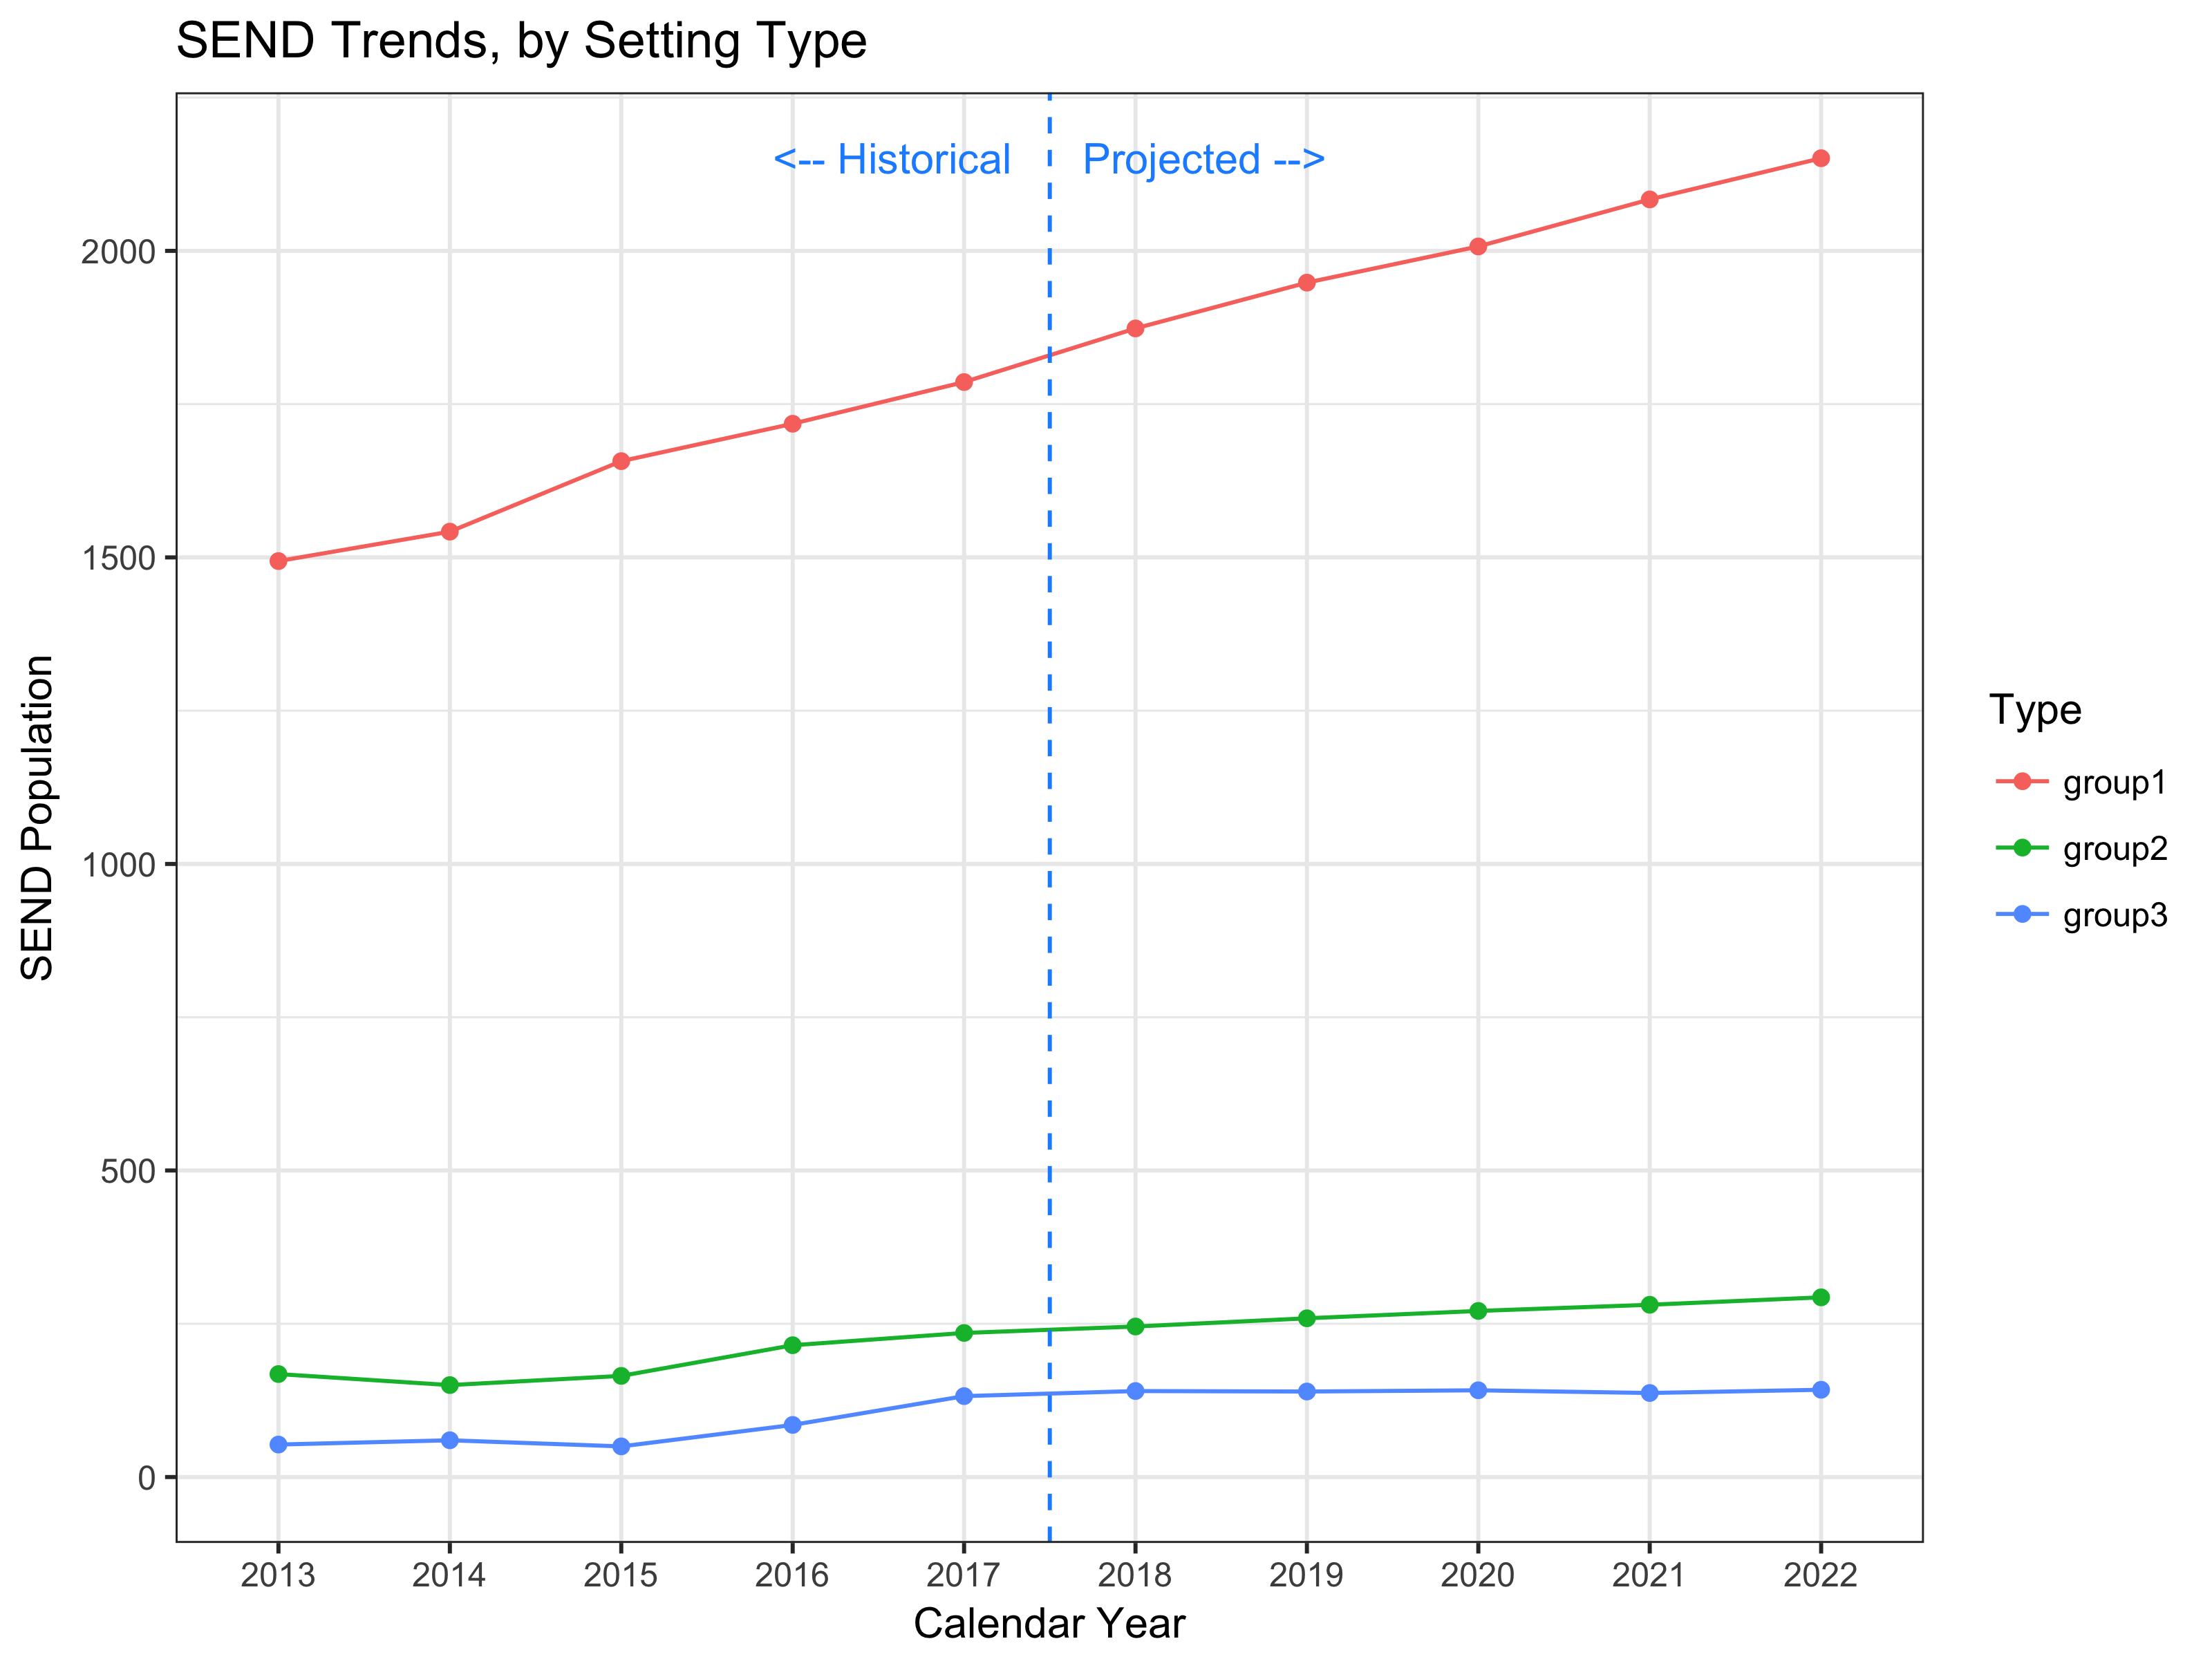 SEND Trends, by Setting Type
<-- Historical
Projected -->
2000
1500
1000
500
0
SEND Population
2013
2014
2015
2016
2017
2018
2019
2020
2021
2022
Calendar Year
Type
group1
group2
group3